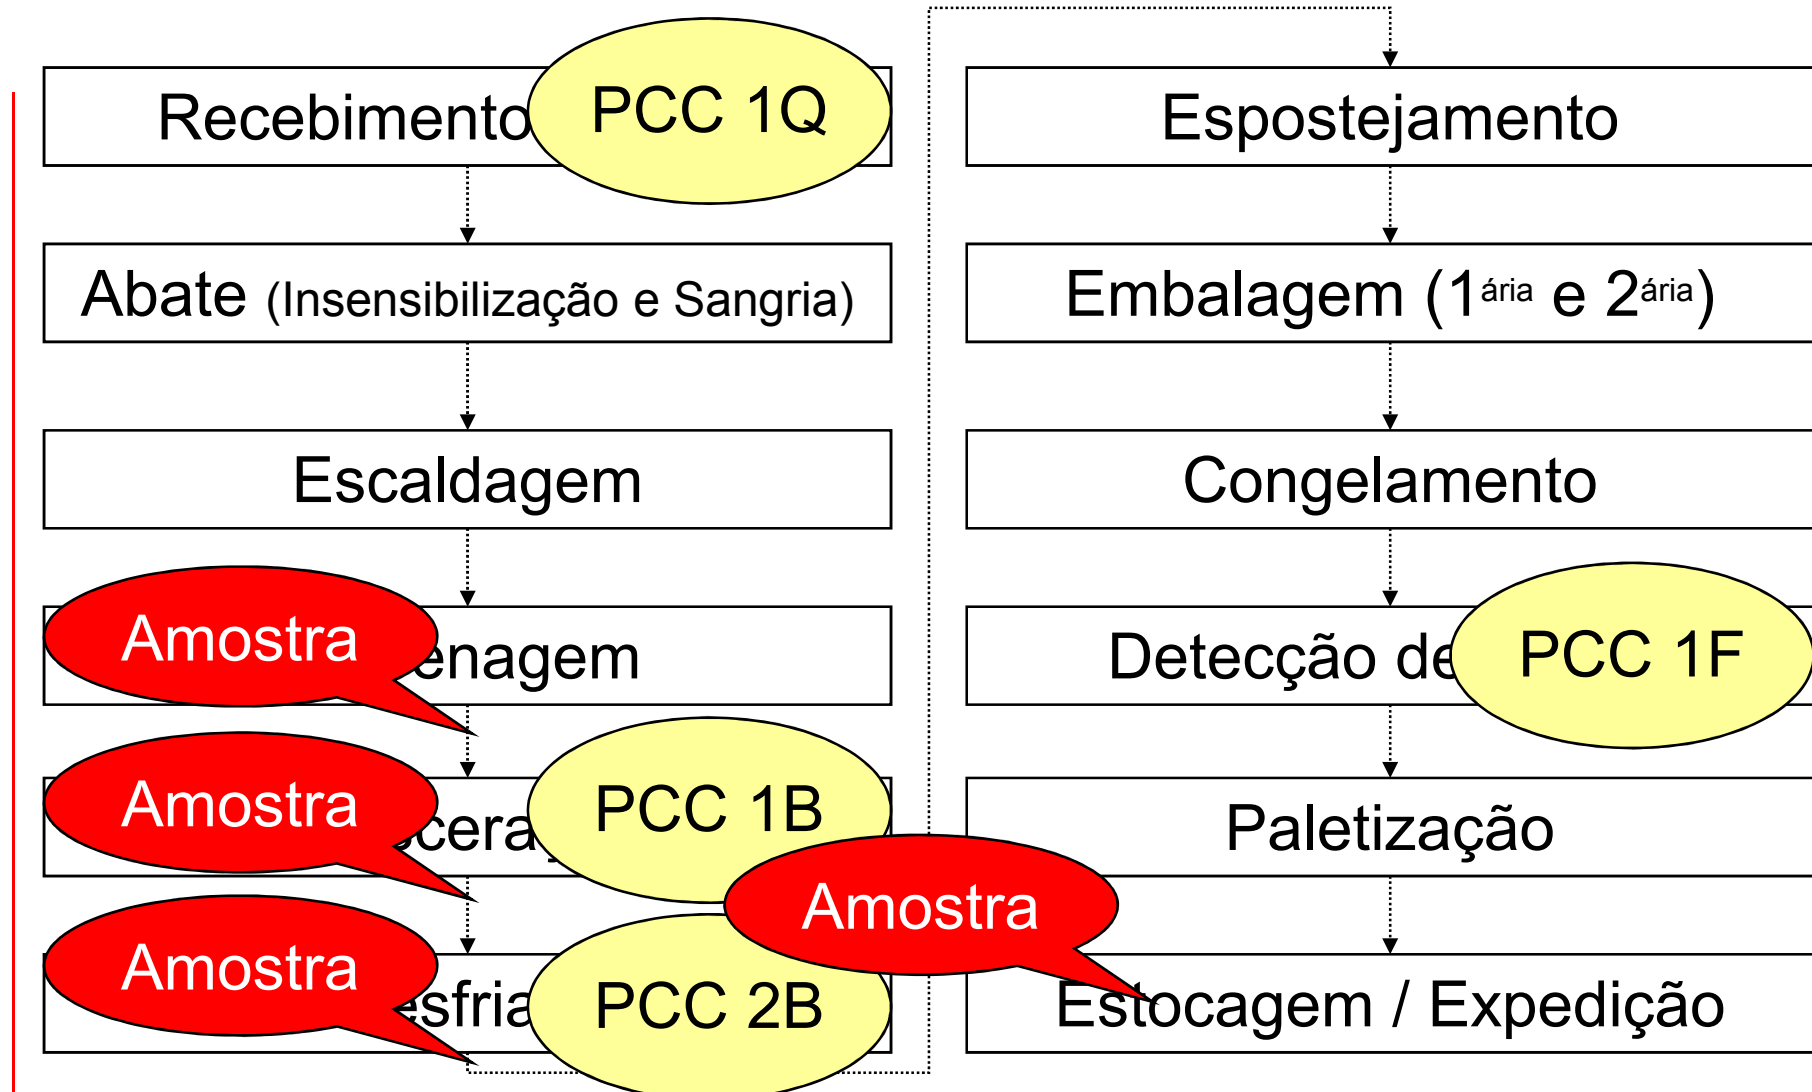 Recebimento
PCC 1Q
Abate (Insensibilização e Sangria)
Escaldagem
Amostra
enagem
Amostra
PCC 1B
Amostra
esfria
PCC 2B
Espostejamento
Embalagem (1ária e 2ária)
Congelamento
Detecção de
PCC 1F
Paletização
Amostra
Estocagem / Expedição